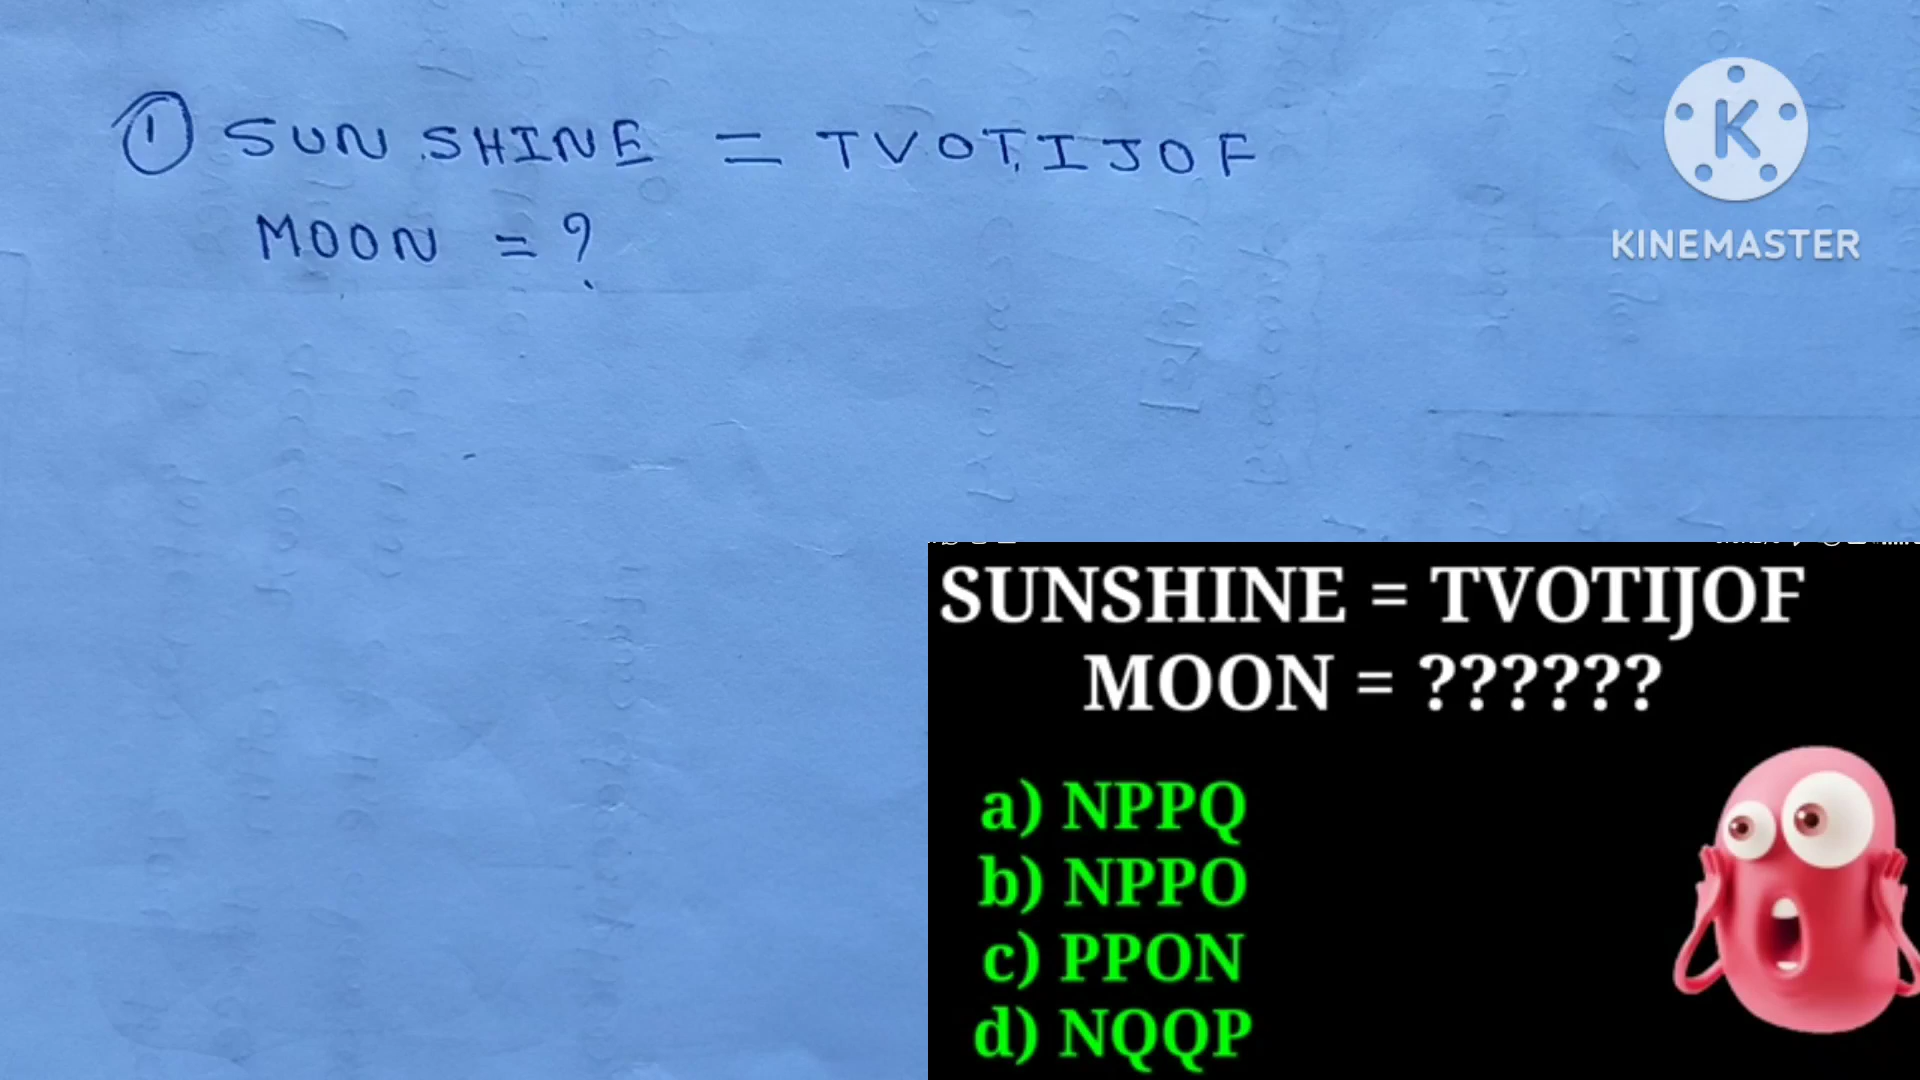 ① SUNSHINE = TVOTIJOF
MOON = ?
KINEMASTER
SUNSHINE = TVOTIJOF
MOON = ??????
a) NPPQ
b) NPPO
c) PPON
d) NQQP